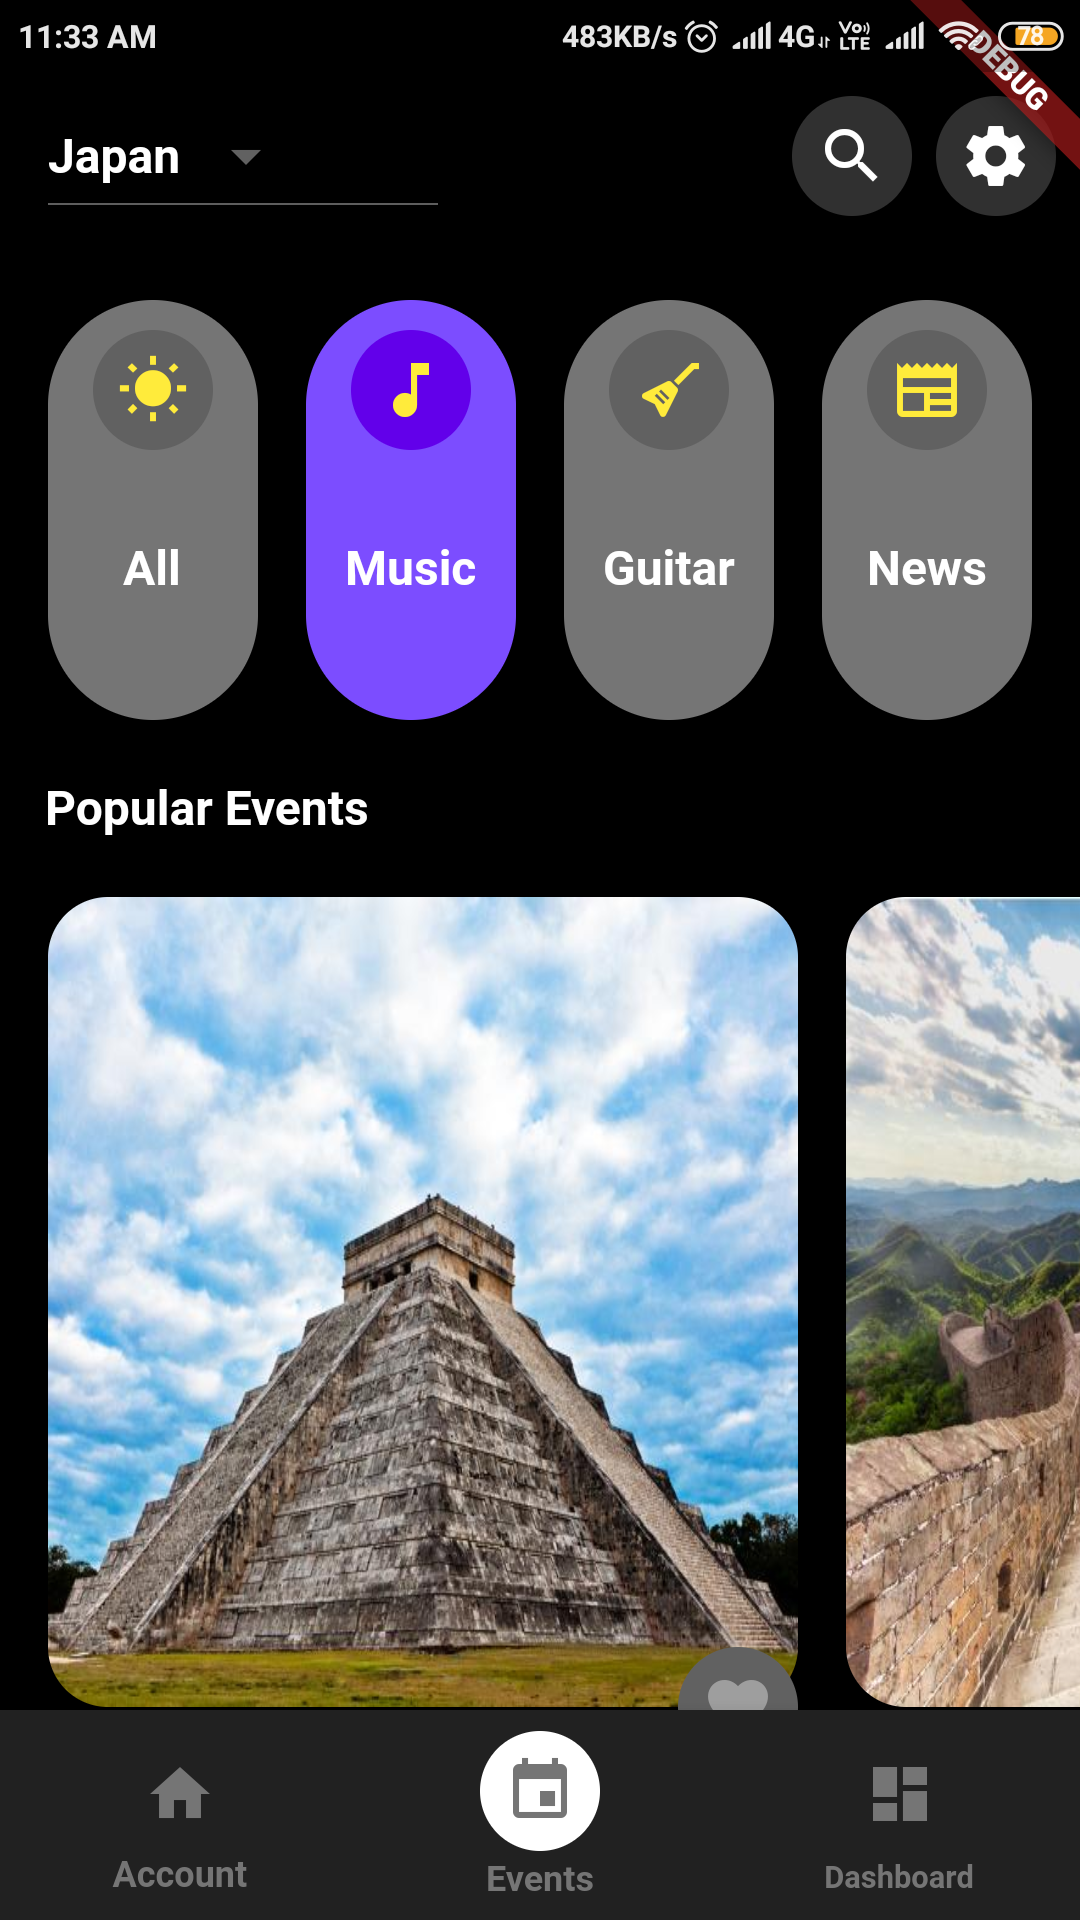 11:33 AM
483KB/s 4G Vo) LTE 78
DEBUG
Japan
All Music Guitar News
Popular Events
Account Events Dashboard